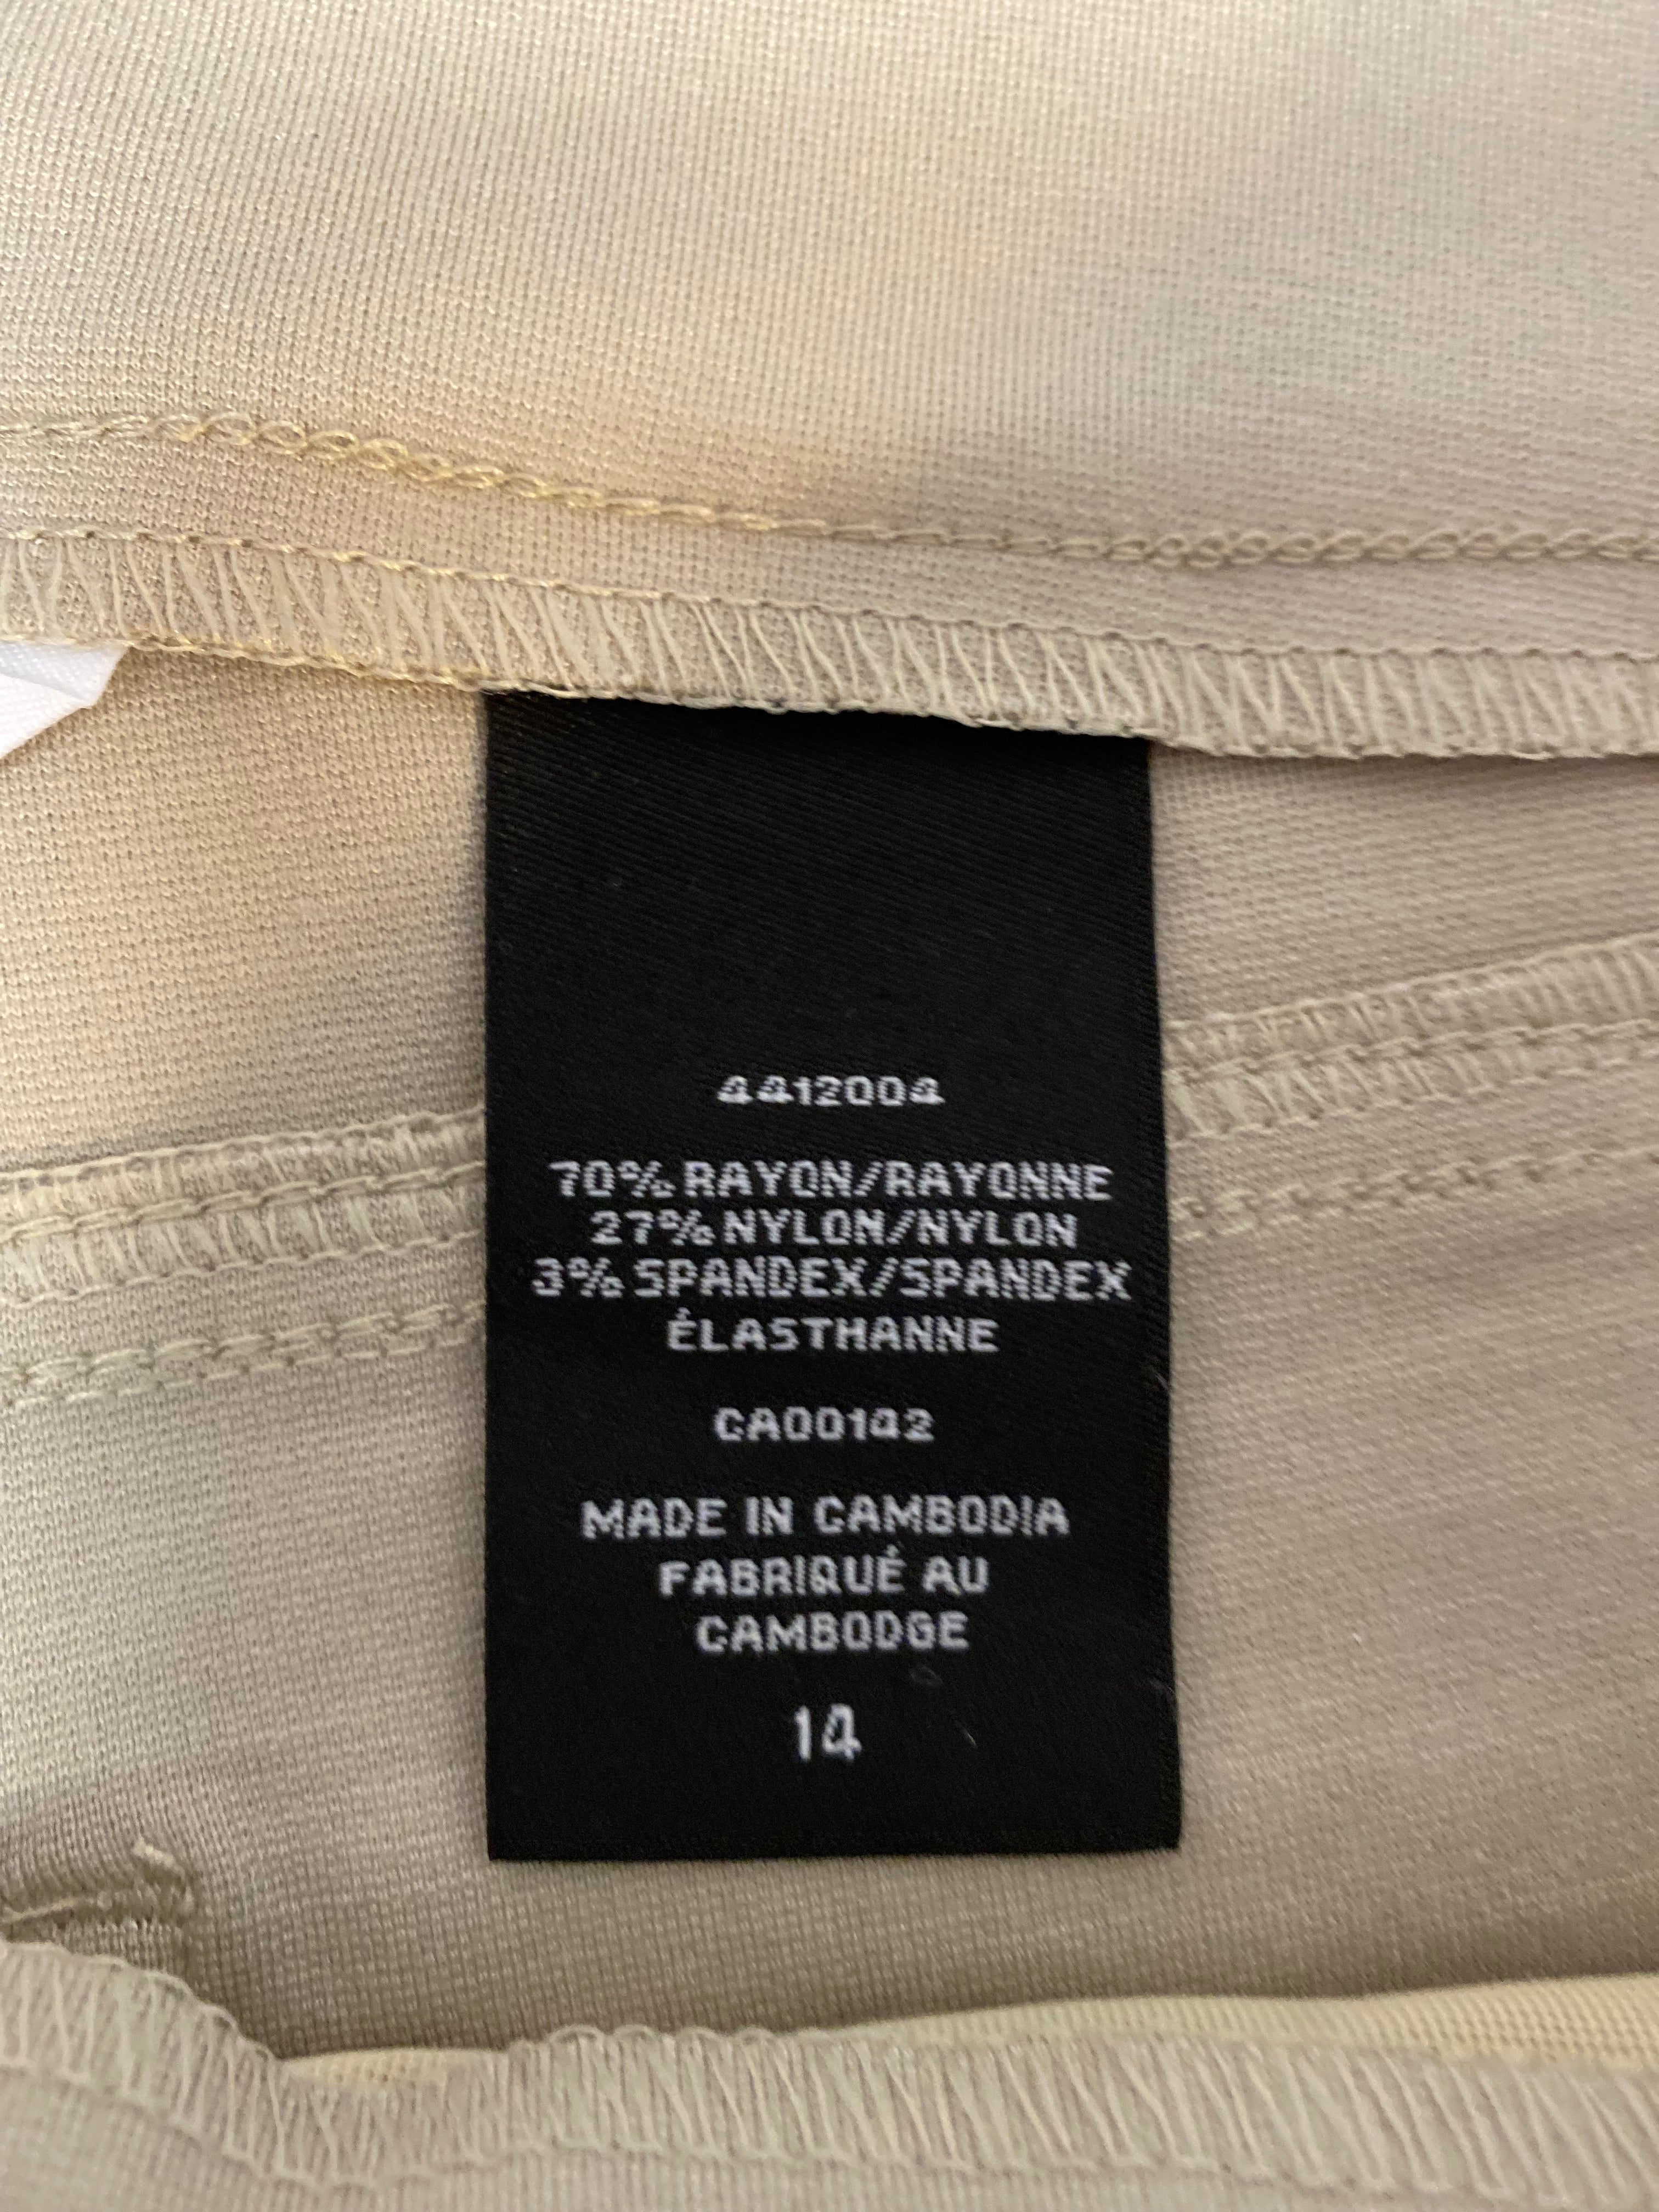 4412004
70% RAYON/RAYONNE
27% NYLON/NYLON
3% SPANDEX/SPANDEX
ÉLASTHANNE
CA00142
MADE IN CAMBODIA
FABRIQUÉ AU
CAMBODGE
14